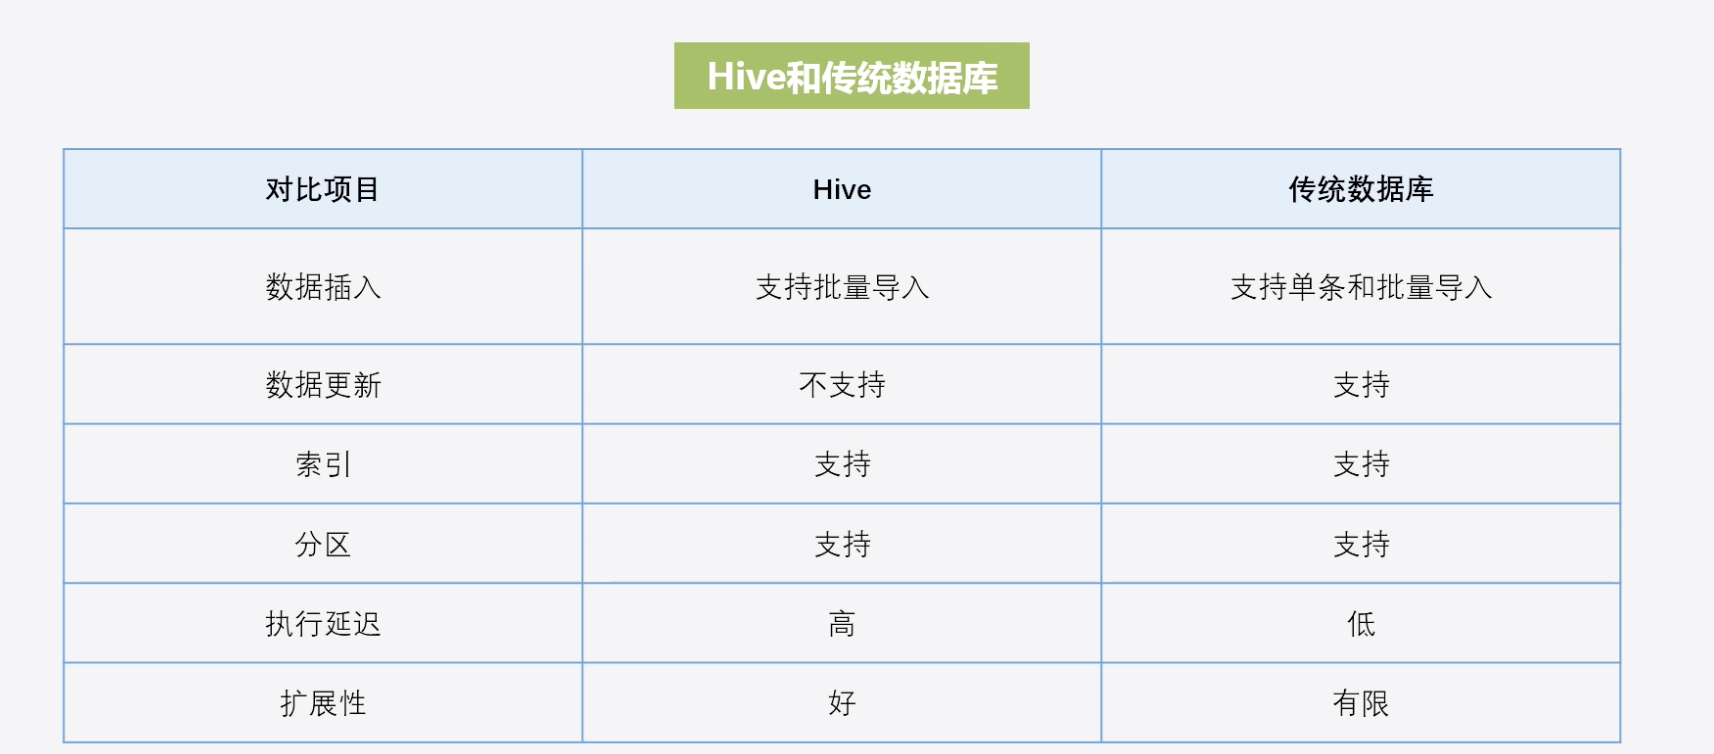 Hive和传统数据库
对比项目 Hive 传统数据库
数据插入 支持批量导入 支持单条和批量导入
数据更新 不支持 支持
索引 支持 支持
分区 支持 支持
执行延迟 高 低
扩展性 好 有限